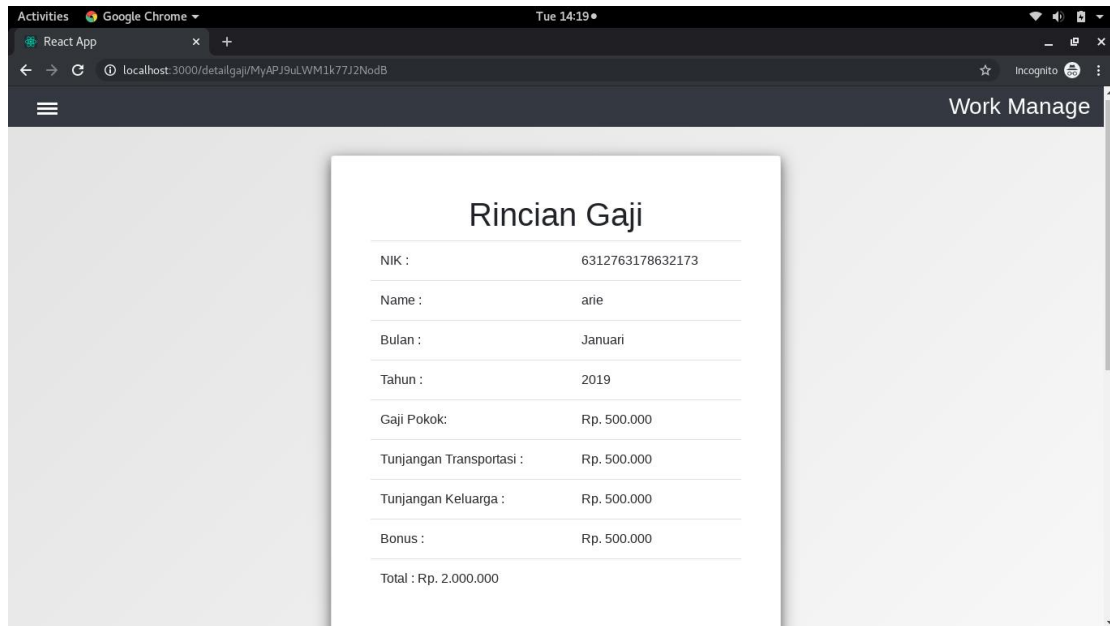 Activities Google Chrome Tue 14:19
React App
localhost:3000/detailgaji/MyAPJ9uLWM1k77J2NodB Incognito
Work Manage
Rincian Gaji
NIK : 6312763178632173
Name : arie
Bulan : Januari
Tahun : 2019
Gaji Pokok: Rp. 500.000
Tunjangan Transportasi : Rp. 500.000
Tunjangan Keluarga : Rp. 500.000
Bonus : Rp. 500.000
Total : Rp. 2.000.000